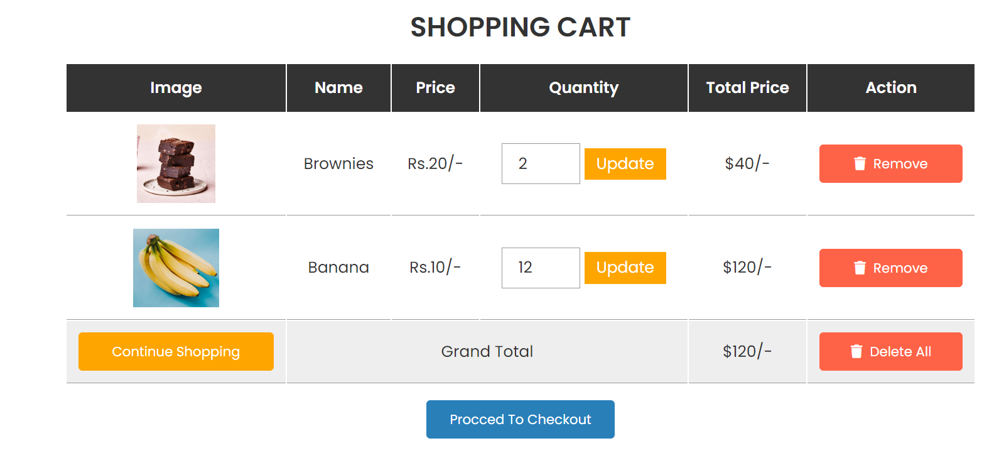 SHOPPING CART
Image Name Price Quantity Total Price Action
Brownies Rs.20/- 2 Update $40/- Remove
Banana Rs.10/- 12 Update $120/- Remove
Continue Shopping Grand Total $120/- Delete All
Procced To Checkout